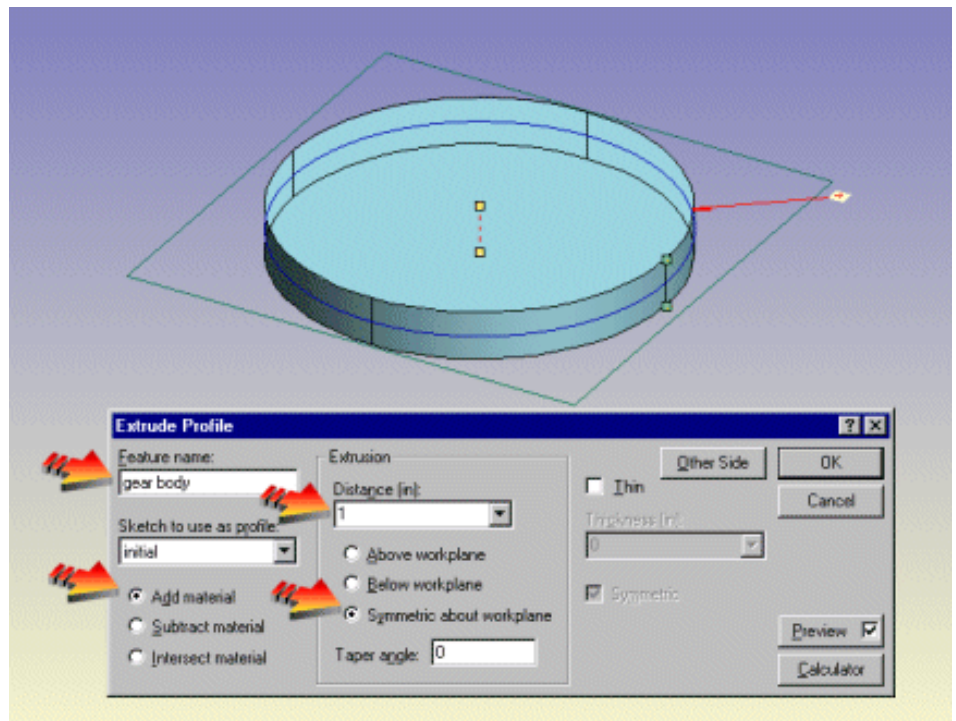 Extrude Profile
Feature name:
gear body
Sketch to use as profile:
initial
Add material
Subtract material
Intersect material
Extrusion
Distance [in]:
1
Above workplane
Below workplane
Symmetric about workplane
Taper angle: 0
Other Side
Thin
Thickness [in]:
0
Symmetric
OK
Cancel
Preview
Calculator